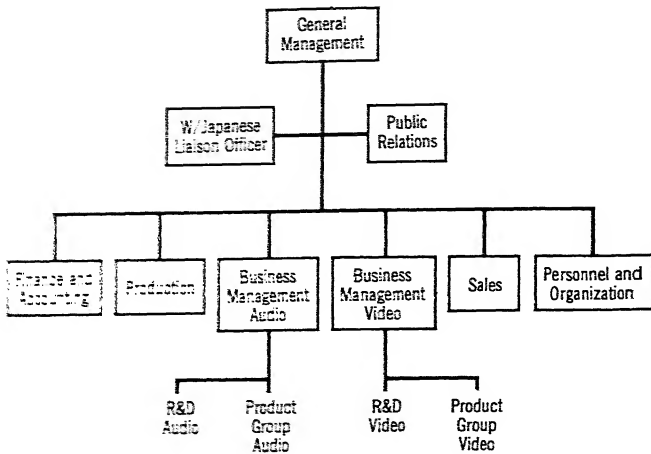 General
Management
W/Japanese
Liaison Officer
Public
Relations
Finance and
Accounting
Production
Business
Management
Audio
Business
Management
Video
Sales
Personnel and
Organization
R&D
Audio
Product
Group
Audio
R&D
Video
Product
Group
Video